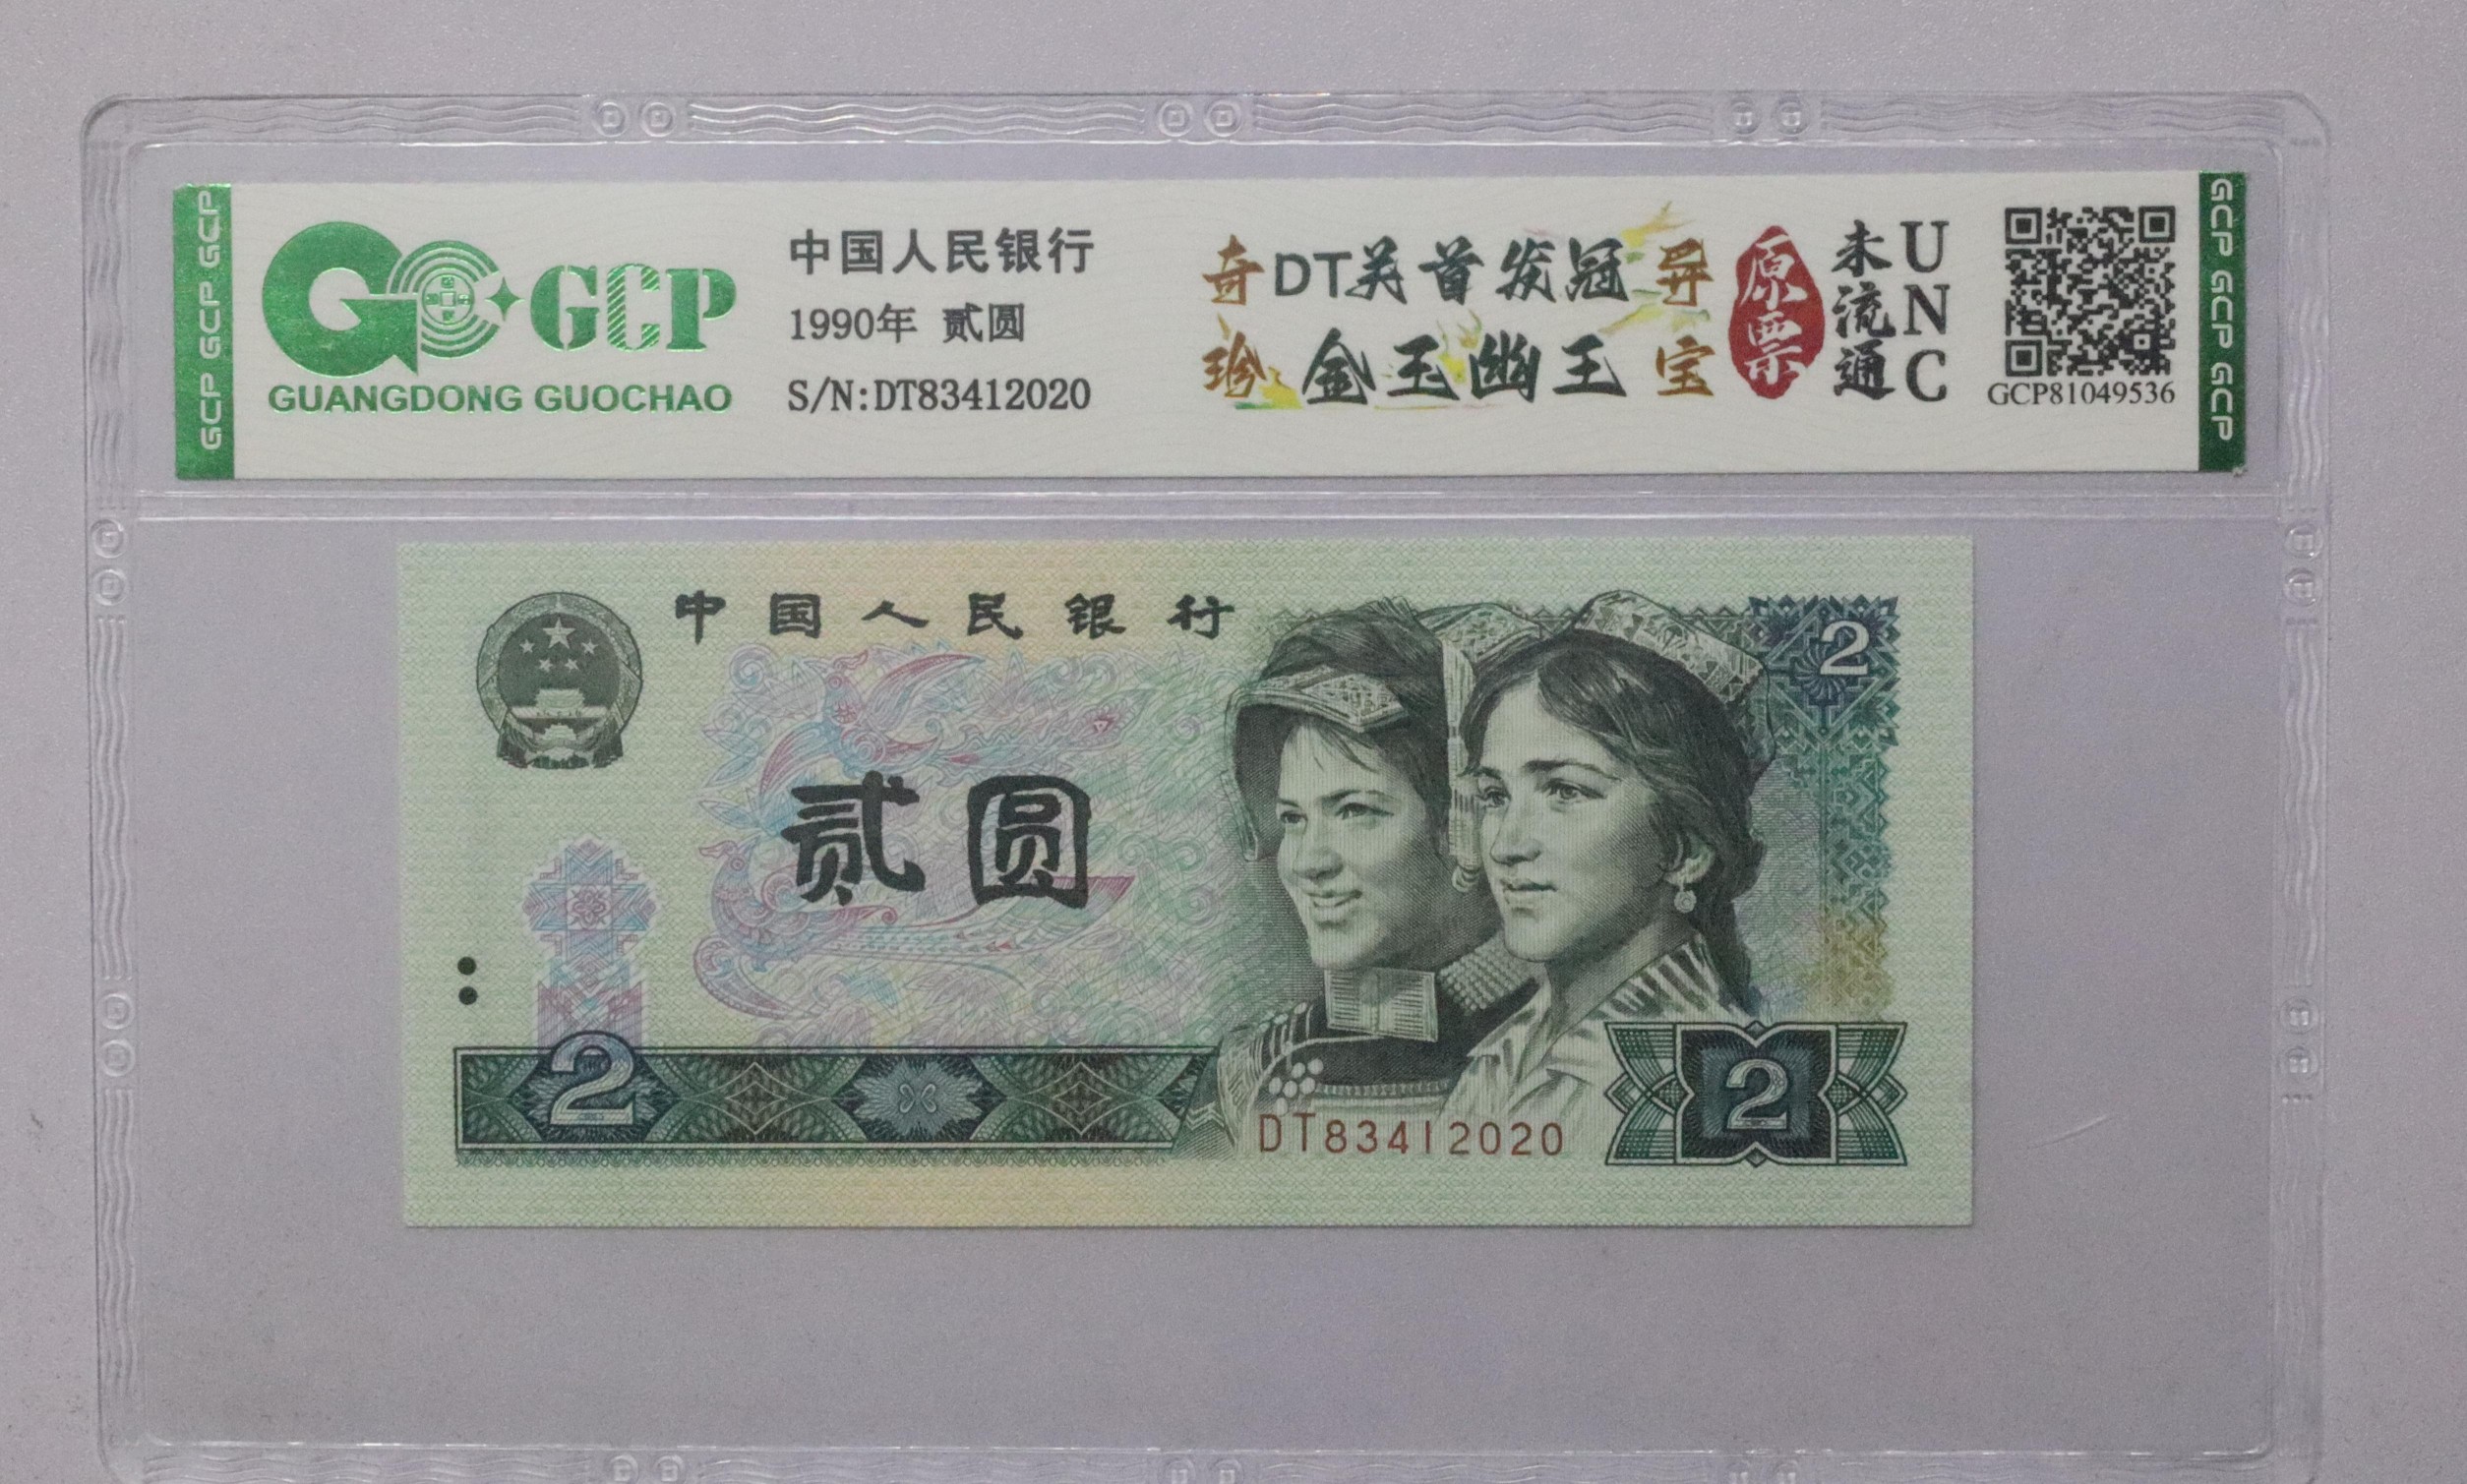 GCP GCP GCP
GCP
GUANGDONG GUOCHAO
中国人民银行
1990年 贰圆
S/N:DT83412020
奇 DT关首发冠 异
珍 金玉幽王 宝
原票
未流通
UNC
GCP81049536
GCP GCP GCP
中国人民银行
2
贰圆
2
DT83412020
2